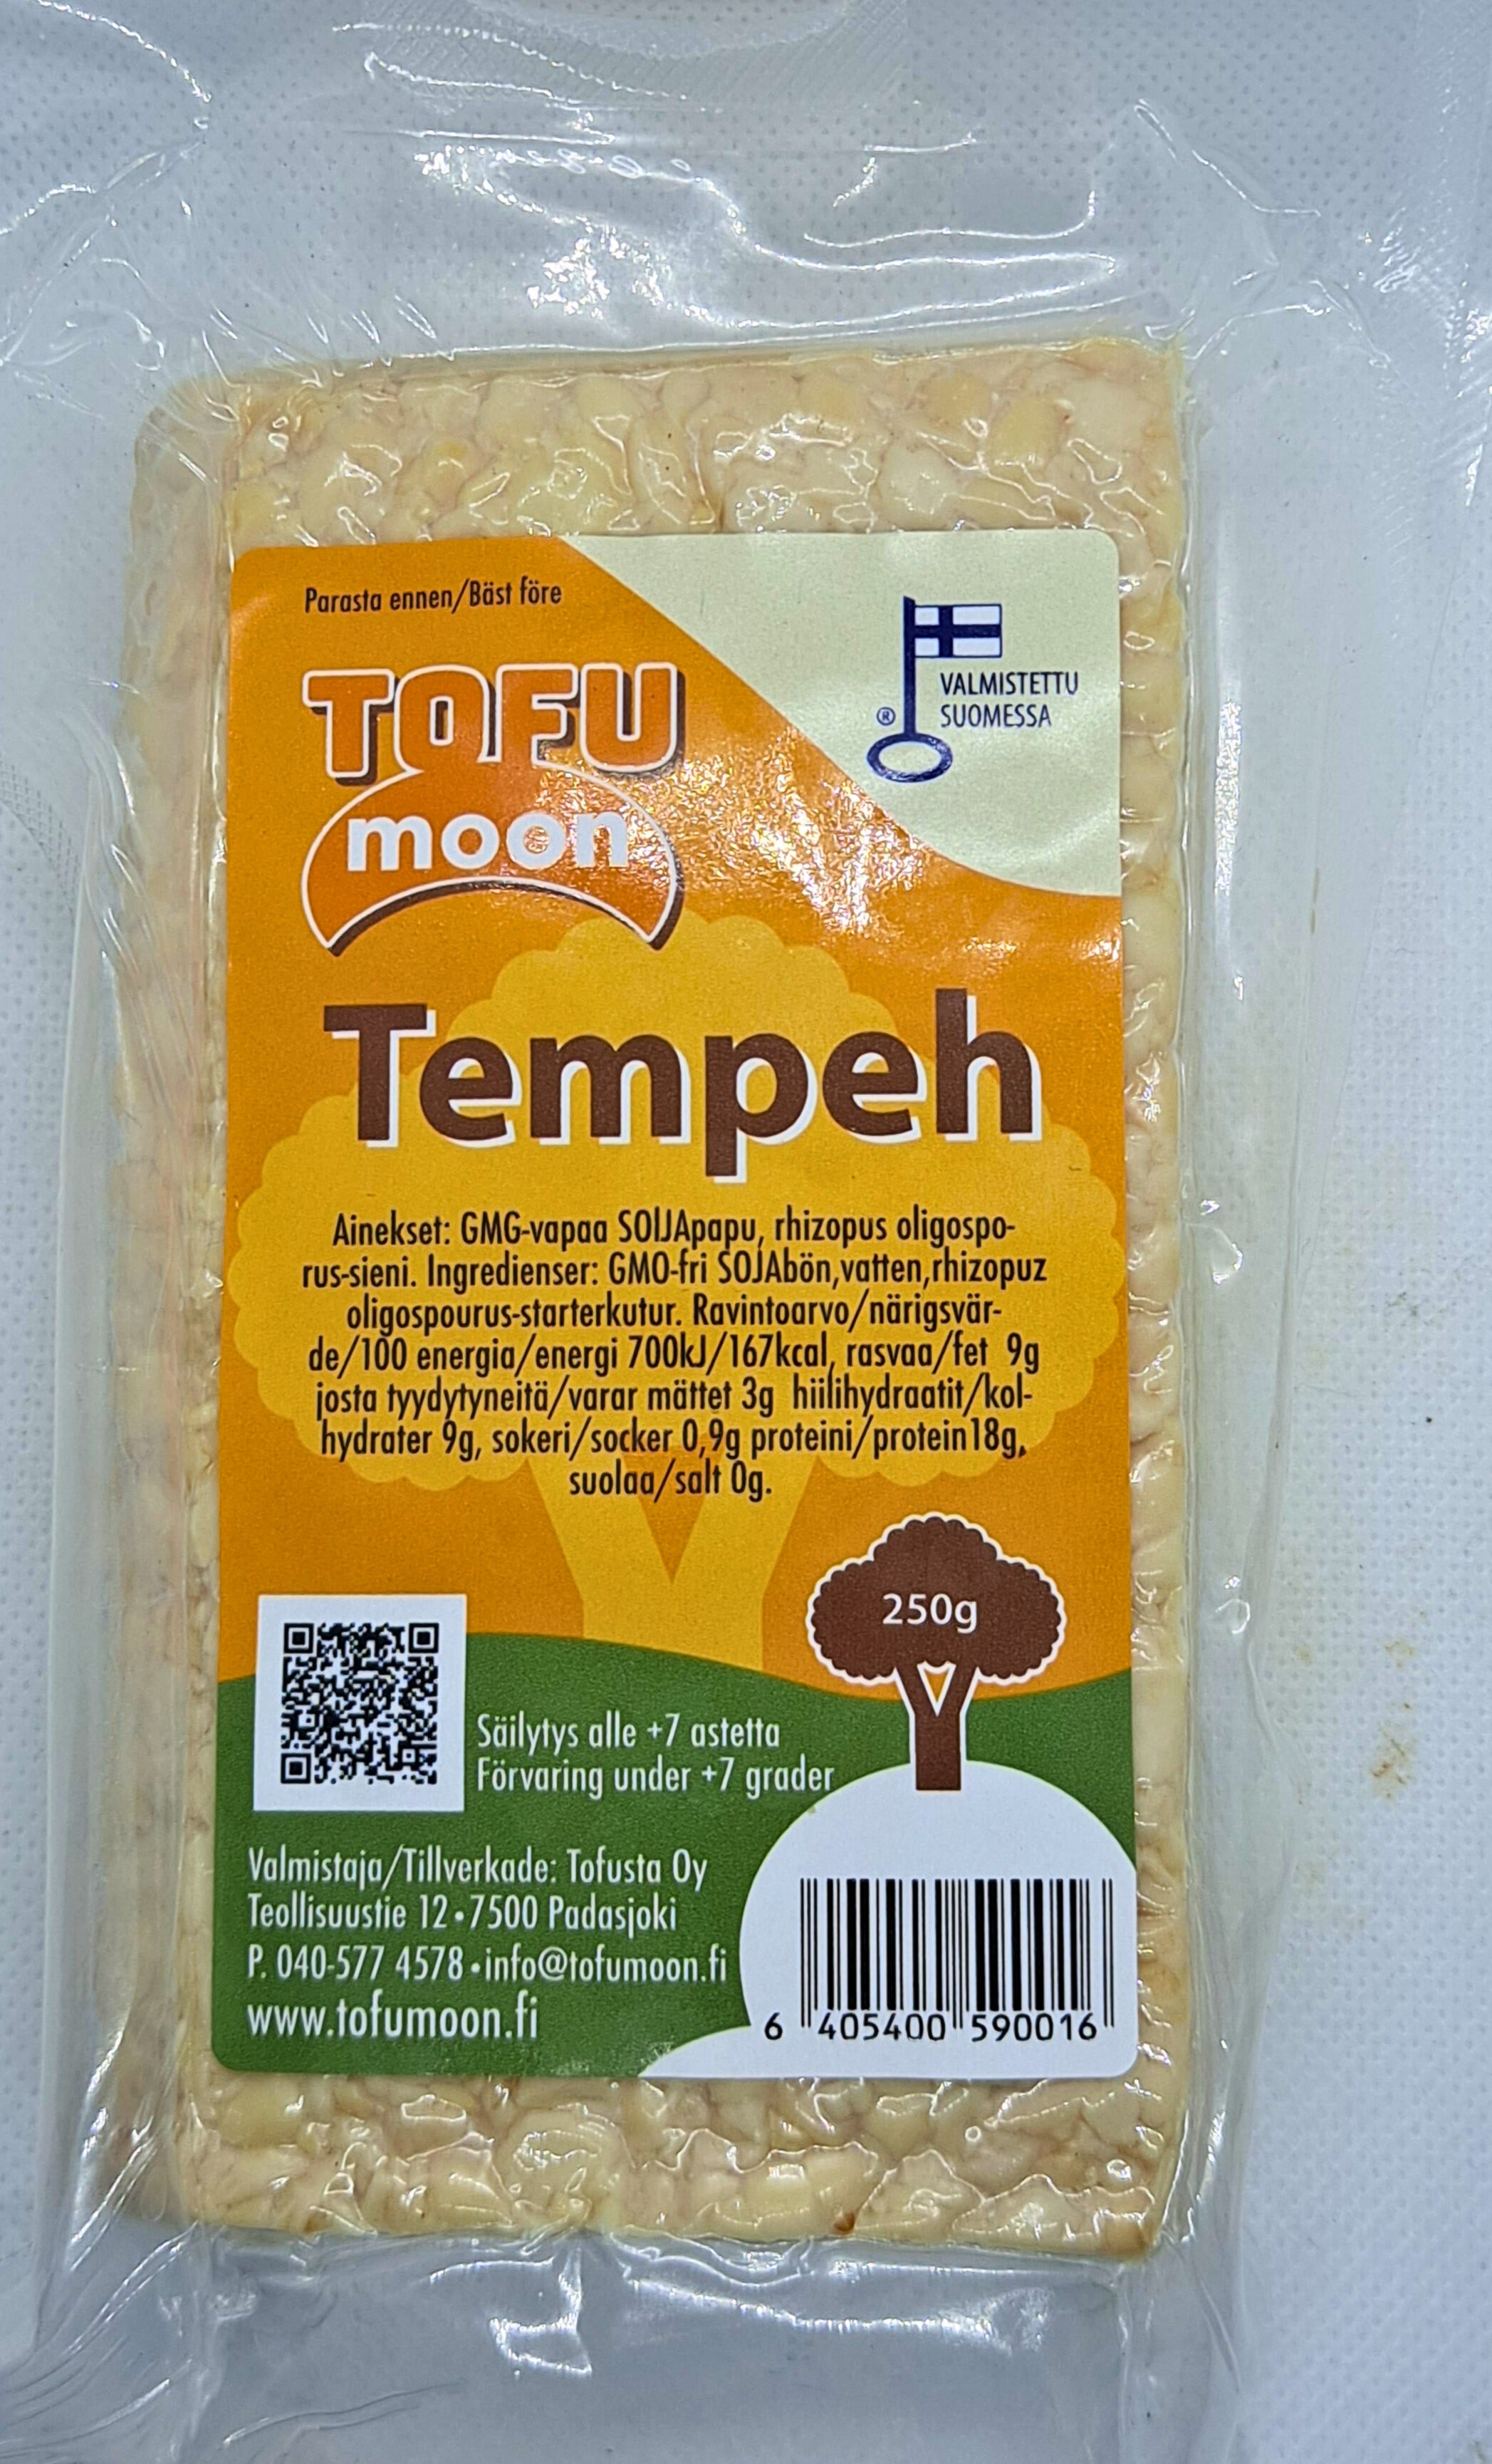 Parasta ennen/Bäst före
VALMISTETTU
® SUOMESSA
TOFU
moon
Tempeh
Ainekset: GMG-vapaa SOIJApapu, rhizopus oligospo-
rus-sieni. Ingredienser: GMO-fri SOJAbön,vatten,rhizopuz
oligospourus-starterkutur. Ravintoarvo/närigsvär-
de/100 energia/energi 700kJ/167kcal, rasvaa/fet 9g
josta tyydytyneitä/varar mättet 3g hiilihydraatit/kol-
hydrater 9g, sokeri/socker 0,9g proteini/protein18g,
suolaa/salt 0g.
250g
Säilytys alle +7 astetta
Förvaring under +7 grader
Valmistaja/Tillverkade: Tofusta Oy
Teollisuustie 12•7500 Padasjoki
P. 040-577 4578•info@tofumoon.fi
www.tofumoon.fi
6 405400 590016